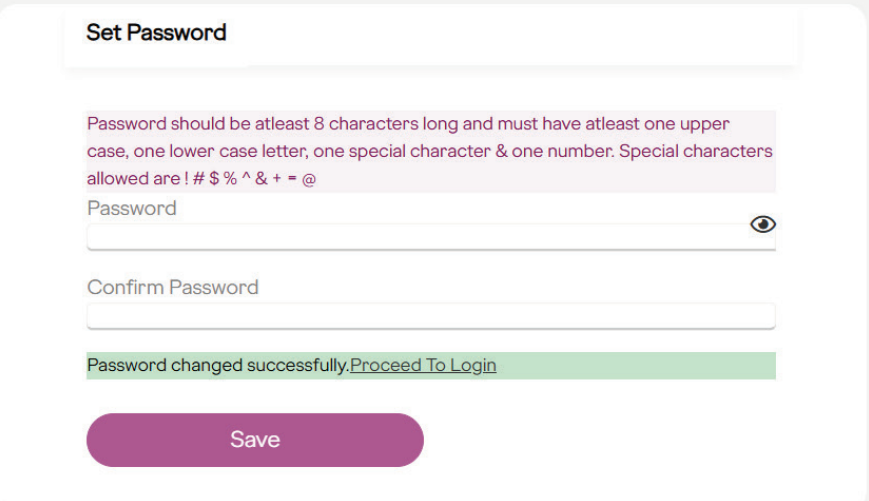 Set Password
Password should be atleast 8 characters long and must have atleast one upper
case, one lower case letter, one special character & one number. Special characters
allowed are ! # $ % ^ & + = @
Password
Confirm Password
Password changed successfully.Proceed To Login
Save